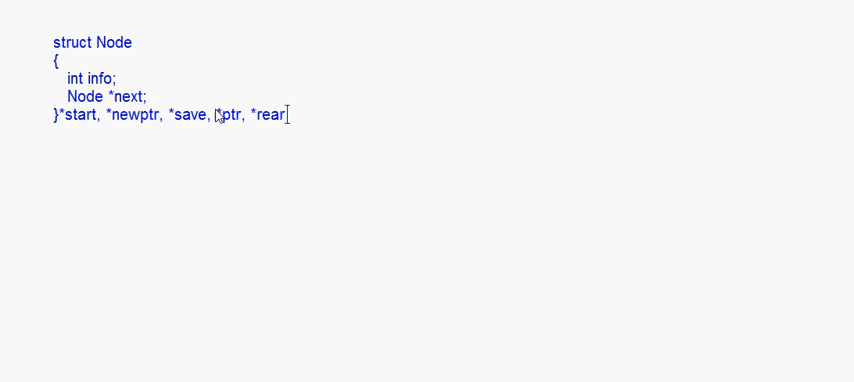 struct Node
{
int info;
Node *next;
}*start, *newptr, *save, *ptr, *rear